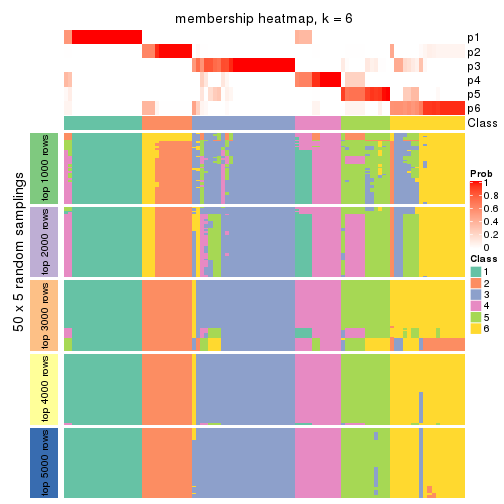 membership heatmap, k = 6
p1
p2
p3
p4
p5
p6
Class
50 x 5 random samplings
top 1000 rows
top 2000 rows
top 3000 rows
top 4000 rows
top 5000 rows
Prob
1
0.8
0.6
0.4
0.2
0
Class
1
2
3
4
5
6